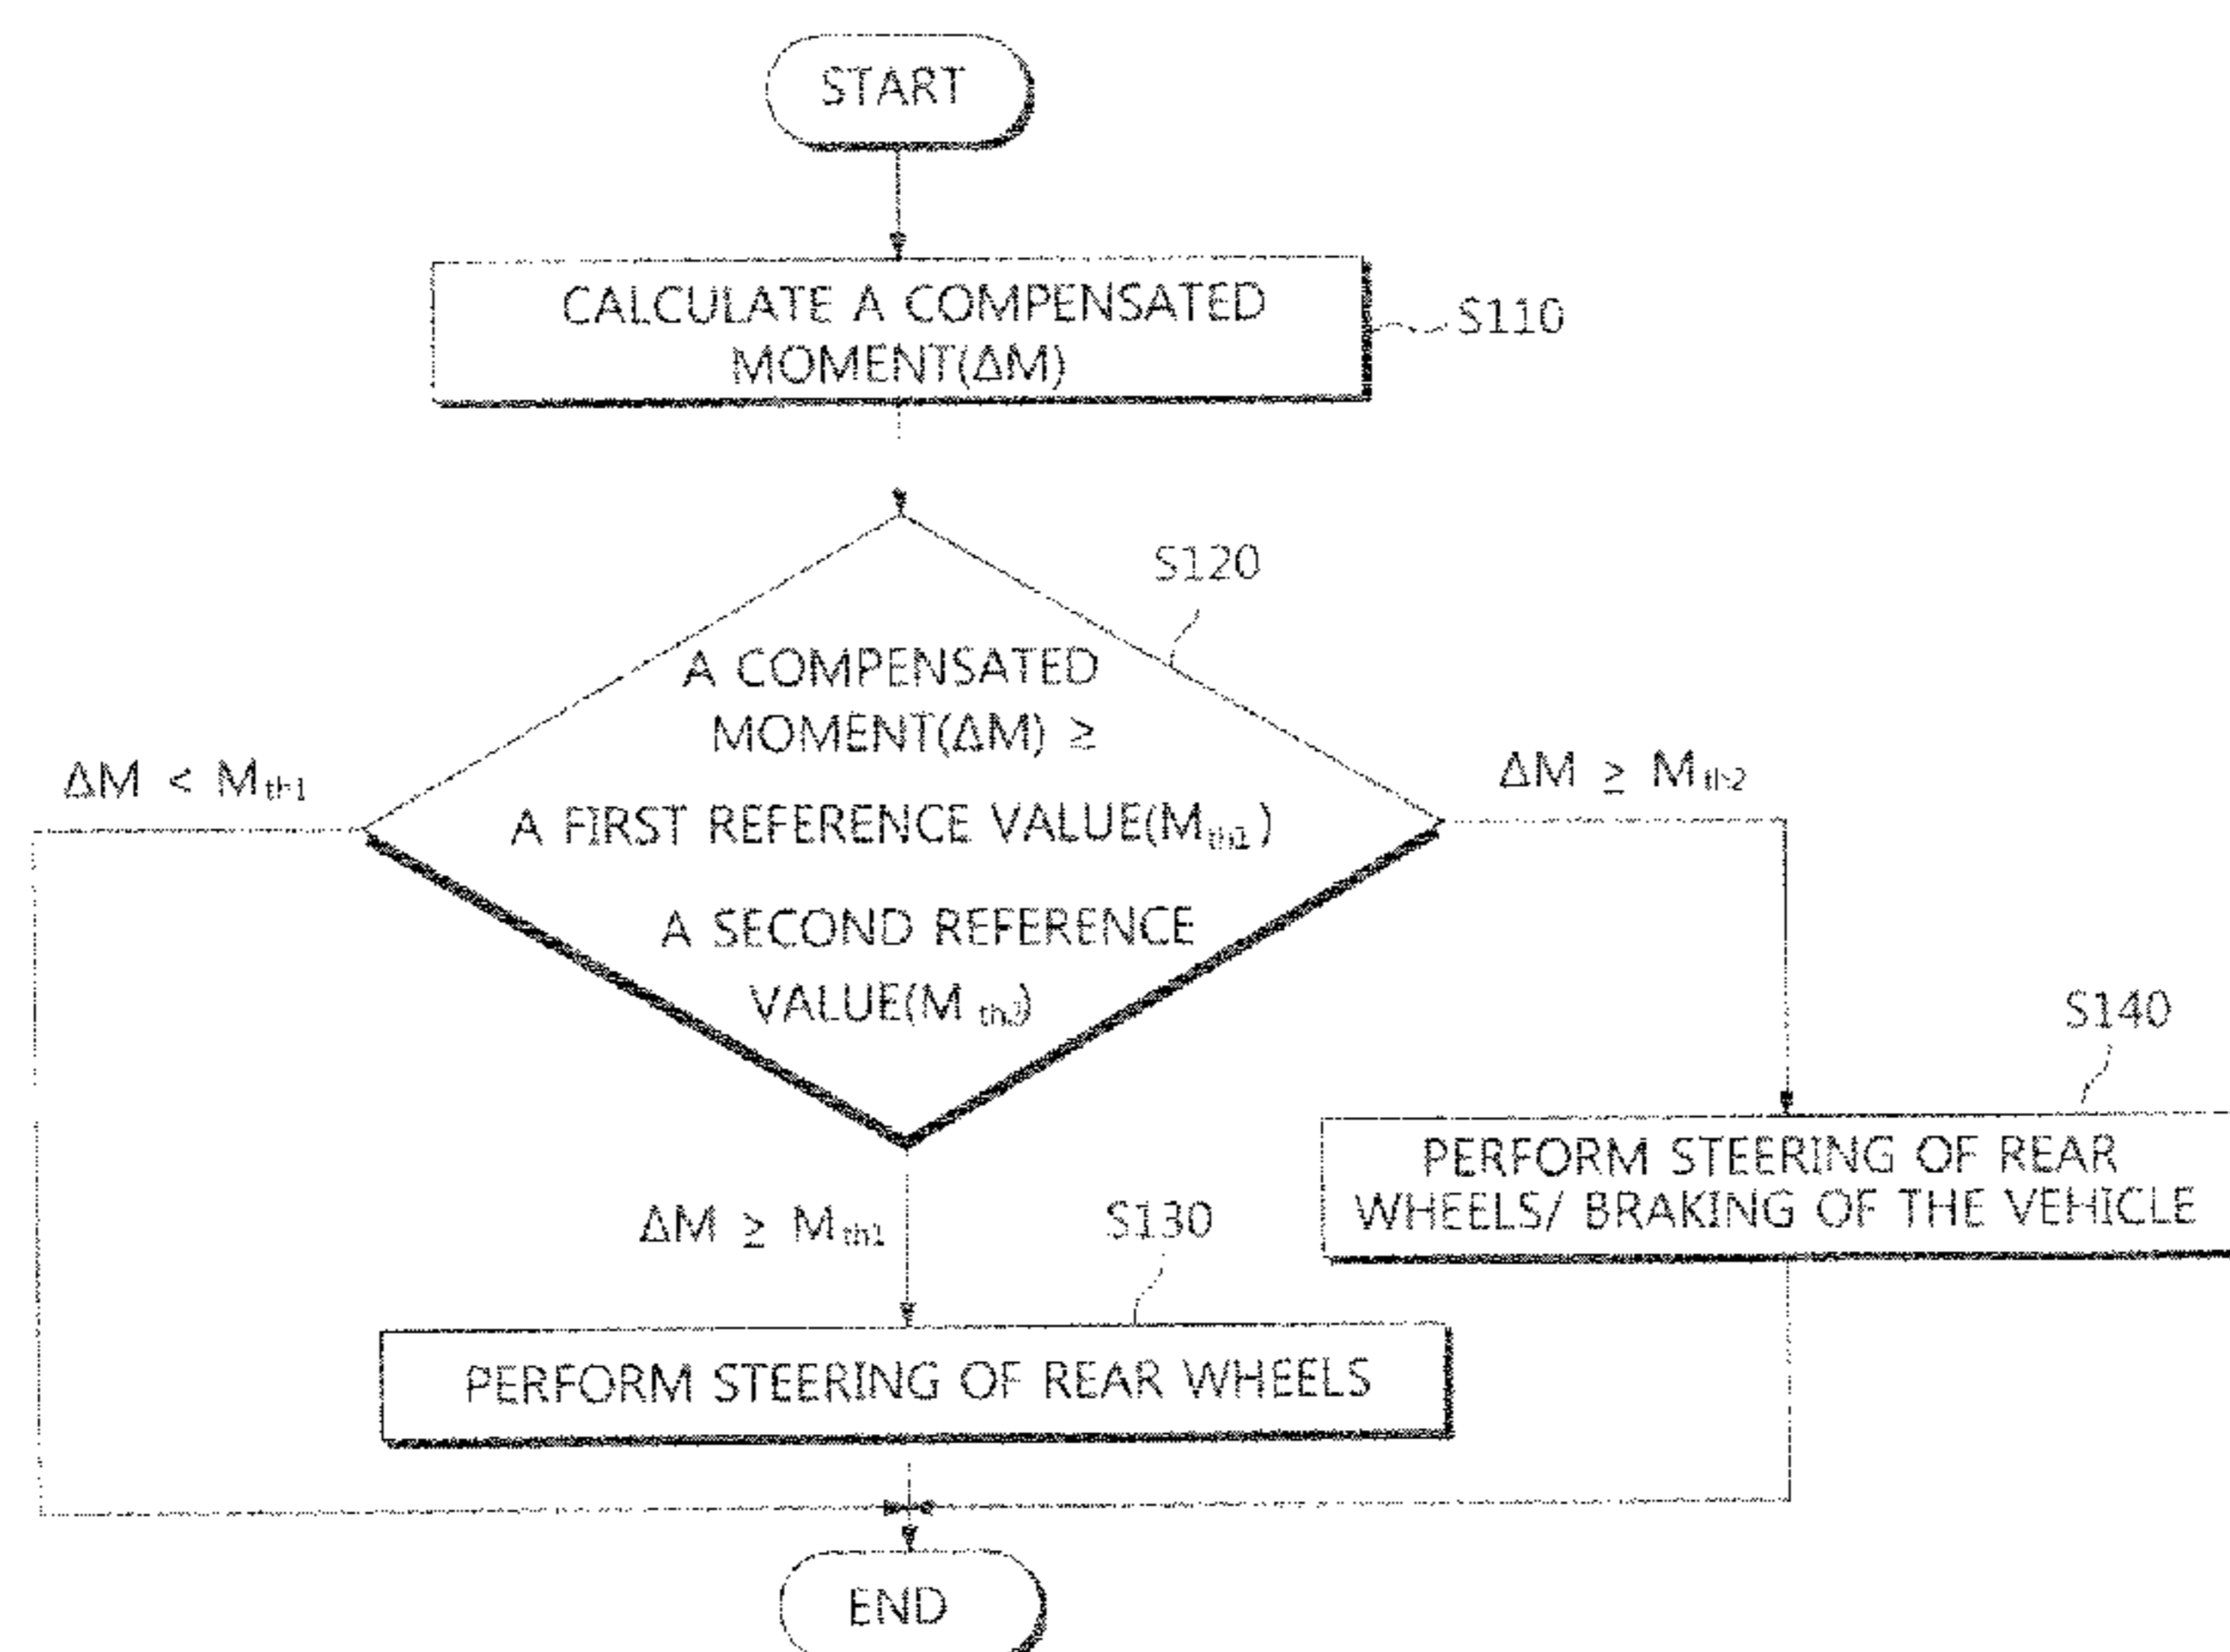 START
CALCULATE A COMPENSATED
MOMENT(ΔM)
S110
S120
A COMPENSATED
MOMENT(ΔM) ≥
A FIRST REFERENCE VALUE(Mth1)
A SECOND REFERENCE
VALUE(M th2)
ΔM < Mth1
ΔM ≥ Mth2
S140
PERFORM STEERING OF REAR
WHEELS/ BRAKING OF THE VEHICLE
ΔM ≥ Mth1
S130
PERFORM STEERING OF REAR WHEELS
END